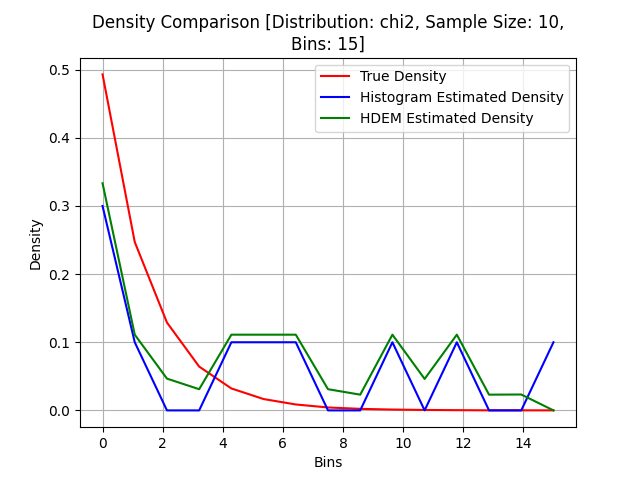 Density Comparison [Distribution: chi2, Sample Size: 10,
Bins: 15]
True Density
Histogram Estimated Density
HDEM Estimated Density
Density
0.5
0.4
0.3
0.2
0.1
0.0
0 2 4 6 8 10 12 14
Bins